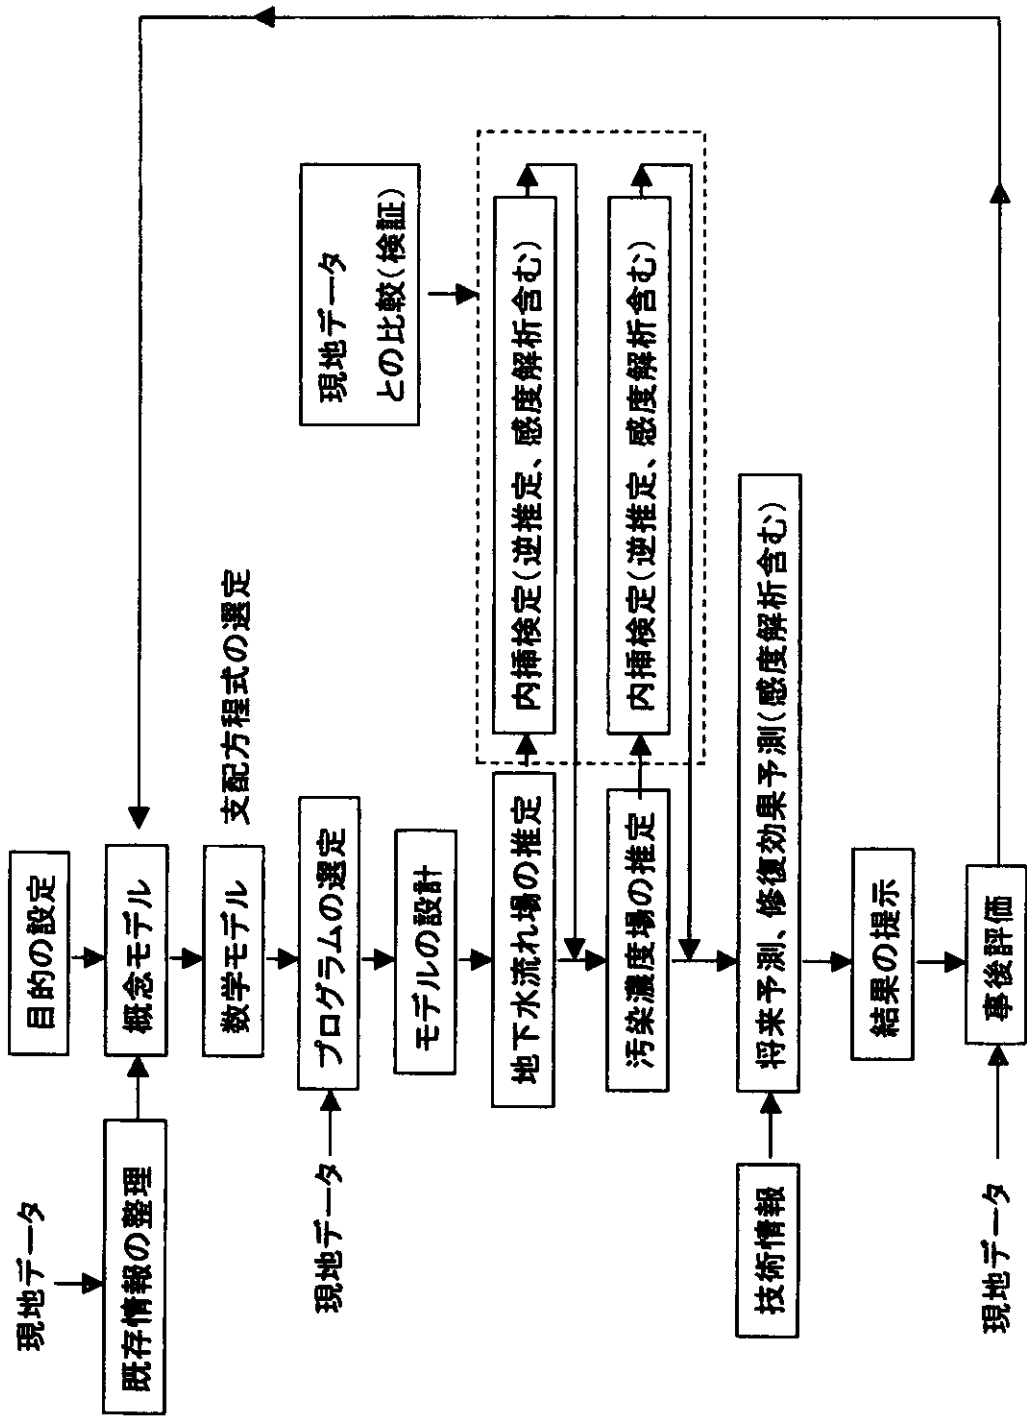 目的の設定
現地データ
既存情報の整理
概念モデル
数学モデル
支配方程式の選定
現地データ
プログラムの選定
モデルの設計
現地データ
との比較(検証)
地下水流れ場の推定
内挿検定(逆推定、感度解析含む)
汚染濃度場の推定
内挿検定(逆推定、感度解析含む)
技術情報
将来予測、修復効果予測(感度解析含む)
結果の提示
現地データ
事後評価